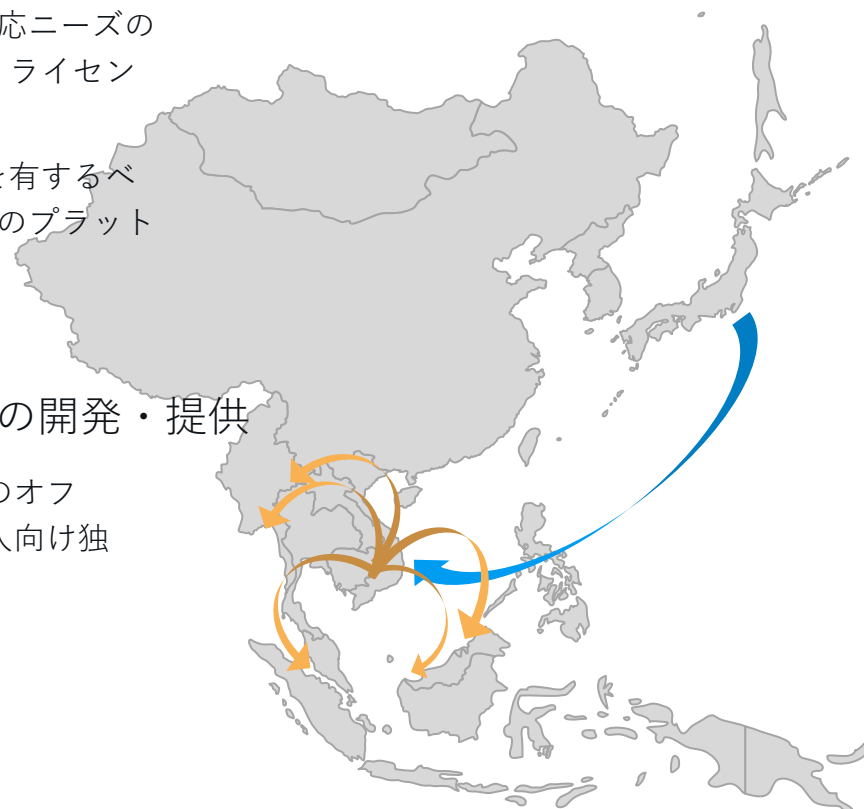 応ニーズの
ライセン
を有するベ
のプラット
の開発・提供
のオフ
人向け独